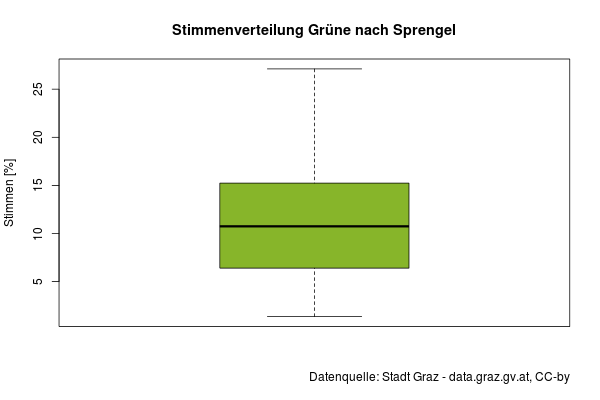 Stimmenverteilung Grüne nach Sprengel
Stimmen [%]
25
20
15
10
5
Datenquelle: Stadt Graz - data.graz.gv.at, CC-by